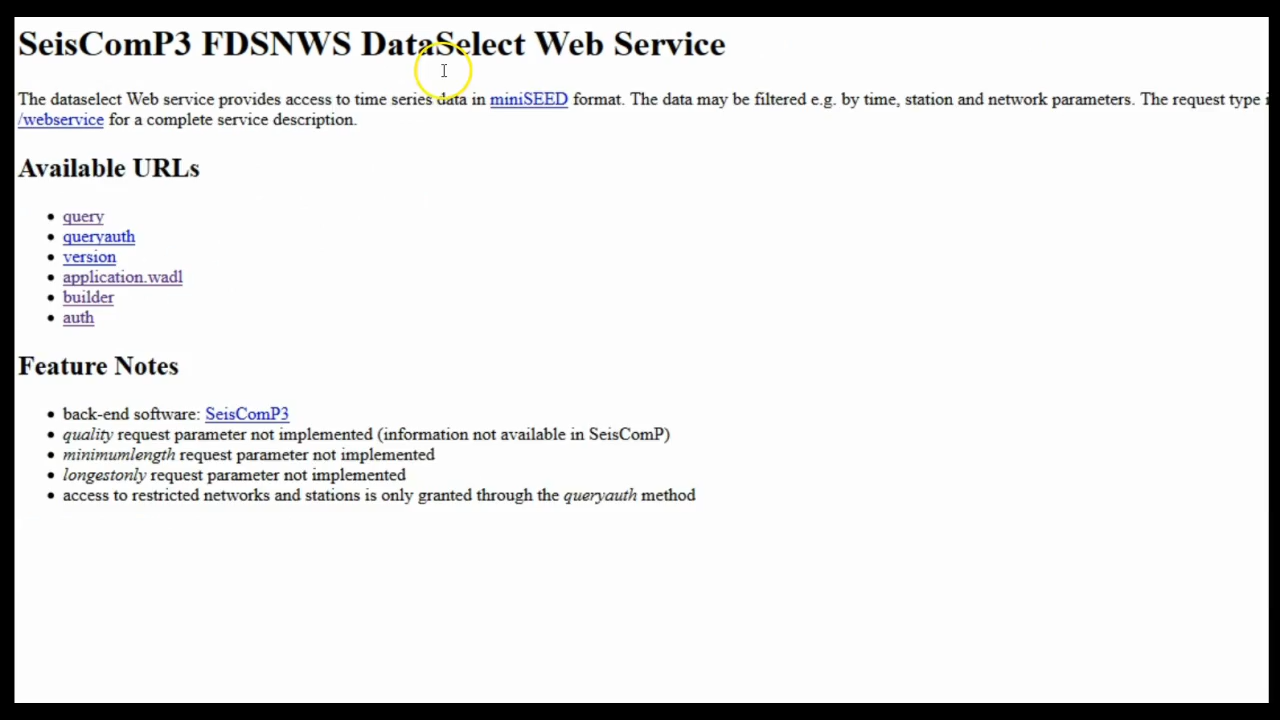 SeisComP3 FDSNWS DataSelect Web Service
The dataselect Web service provides access to time series data in miniSEED format. The data may be filtered e.g. by time, station and network parameters. The request type
/webservice for a complete service description.
Available URLs
query
queryauth
version
application.wadl
builder
auth
Feature Notes
back-end software: SeisComP3
quality request parameter not implemented (information not available in SeisComP)
minimumlength request parameter not implemented
longestonly request parameter not implemented
access to restricted networks and stations is only granted through the queryauth method